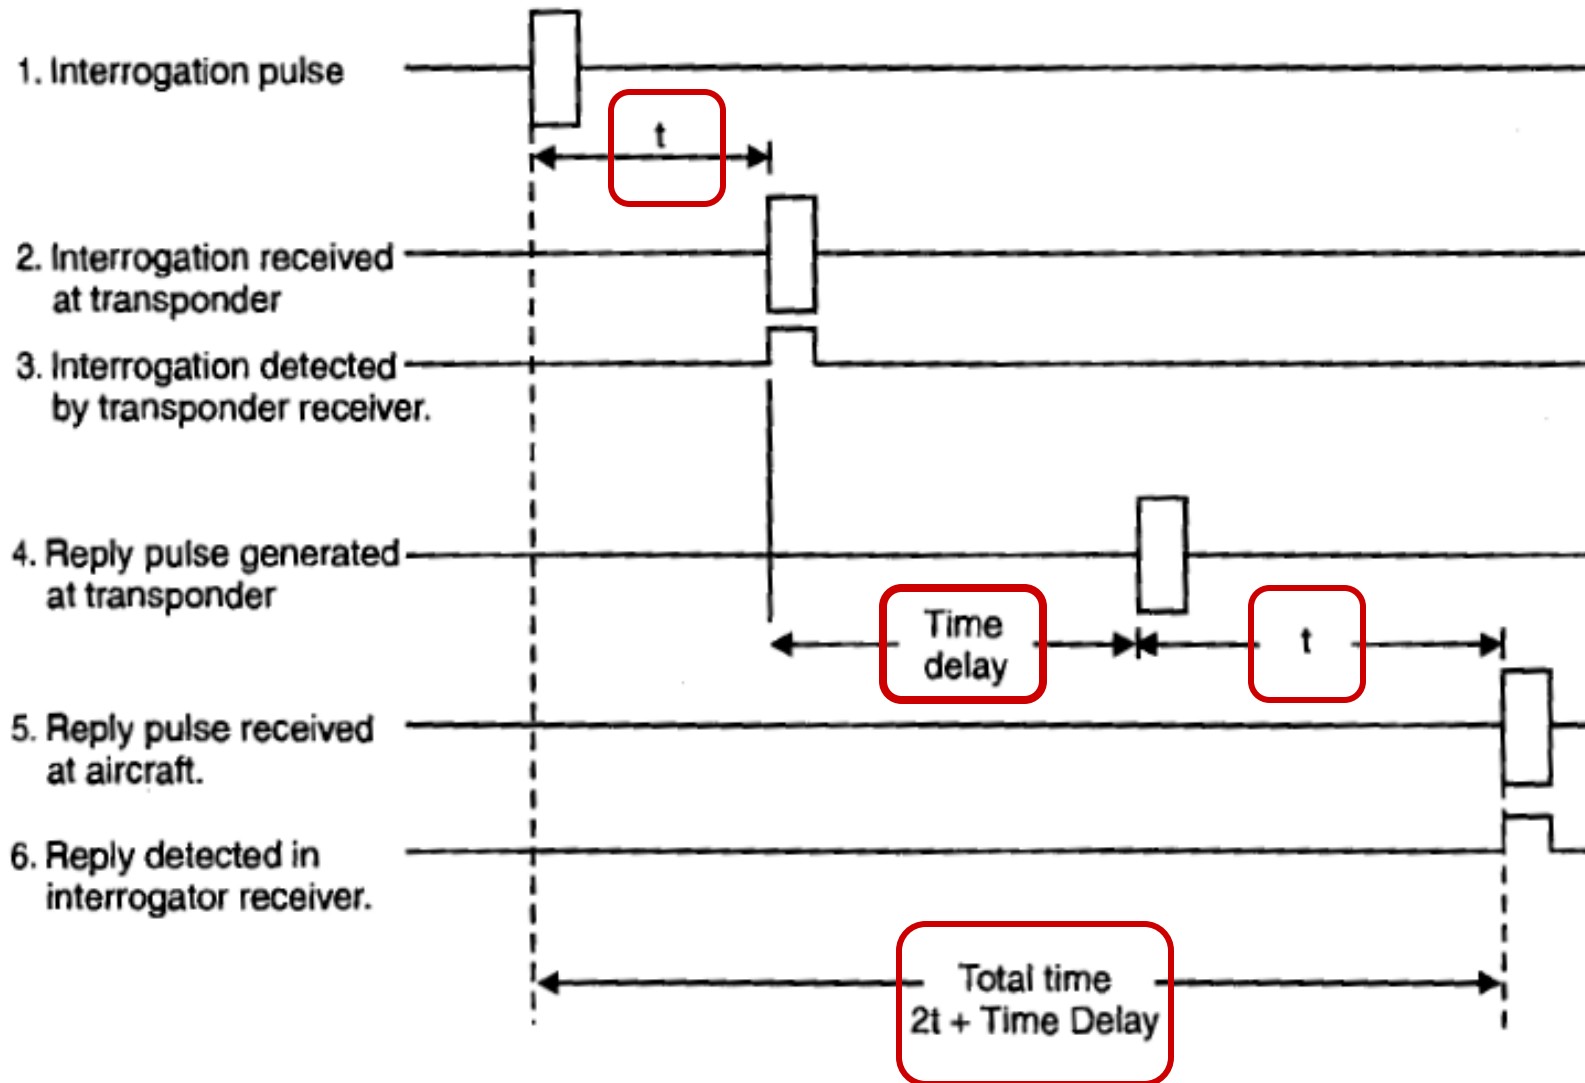 1. Interrogation pulse
t
2. Interrogation received
at transponder
3. Interrogation detected
by transponder receiver.
4. Reply pulse generated
at transponder
Time
delay
t
5. Reply pulse received
at aircraft.
6. Reply detected in
interrogator receiver.
Total time
2t + Time Delay